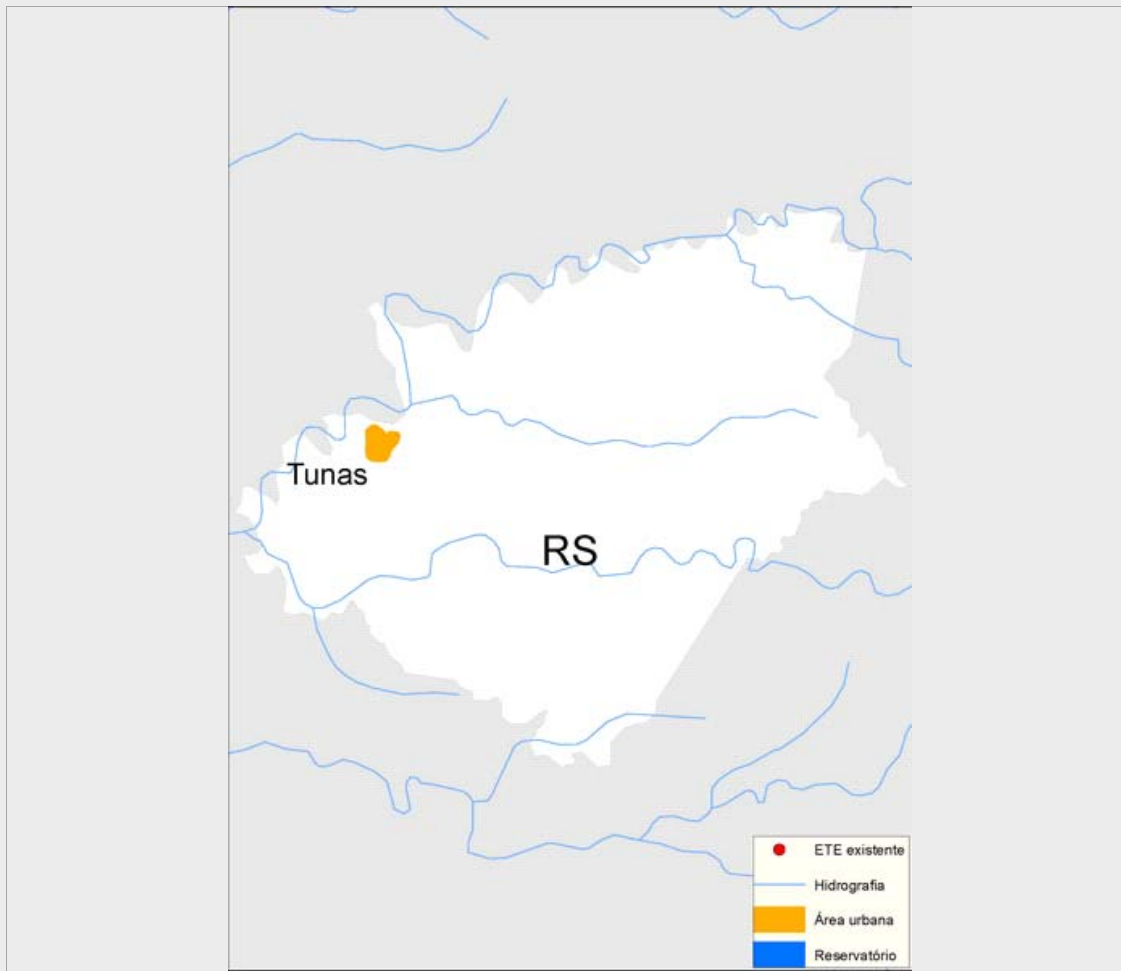 Tunas
RS
ETE existente
Hidrografia
Área urbana
Reservatório